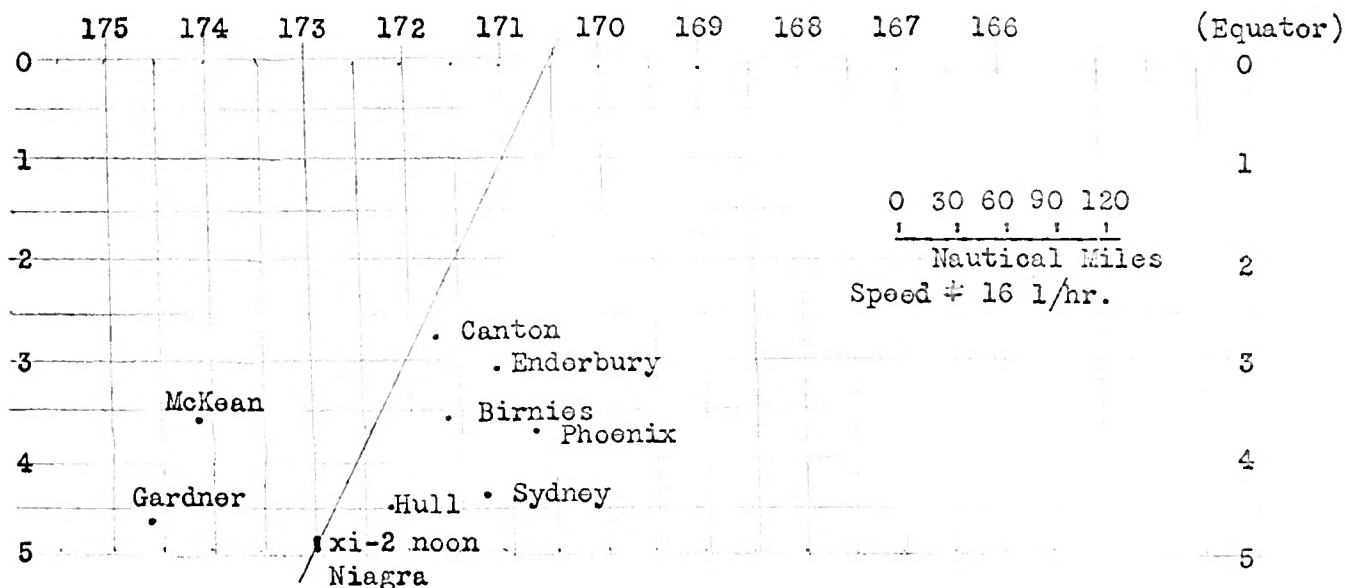 175 174 173 172 171 170 169 168 167 166 (Equator)
0 0
1 1
0 30 60 90 120
2 Nautical Miles 2
Speed ≠ 16 1/hr.
Canton
3 Enderbury 3
McKean
Birnies
Phoenix
4 4
Gardner Hull Sydney
5 xi-2 noon 5
Niagra